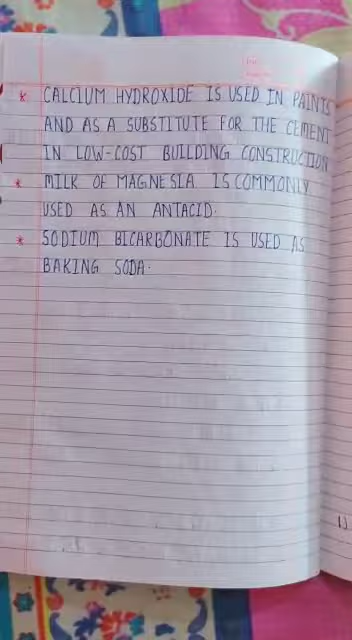 * CALCIUM HYDROXIDE IS USED IN PAINTS
AND AS A SUBSTITUTE FOR THE CEMENT
IN LOW-COST BUILDING CONSTRUCTION
* MILK OF MAGNESIA IS COMMONLY
USED AS AN ANTACID.
* SODIUM BICARBONATE IS USED AS
BAKING SODA.